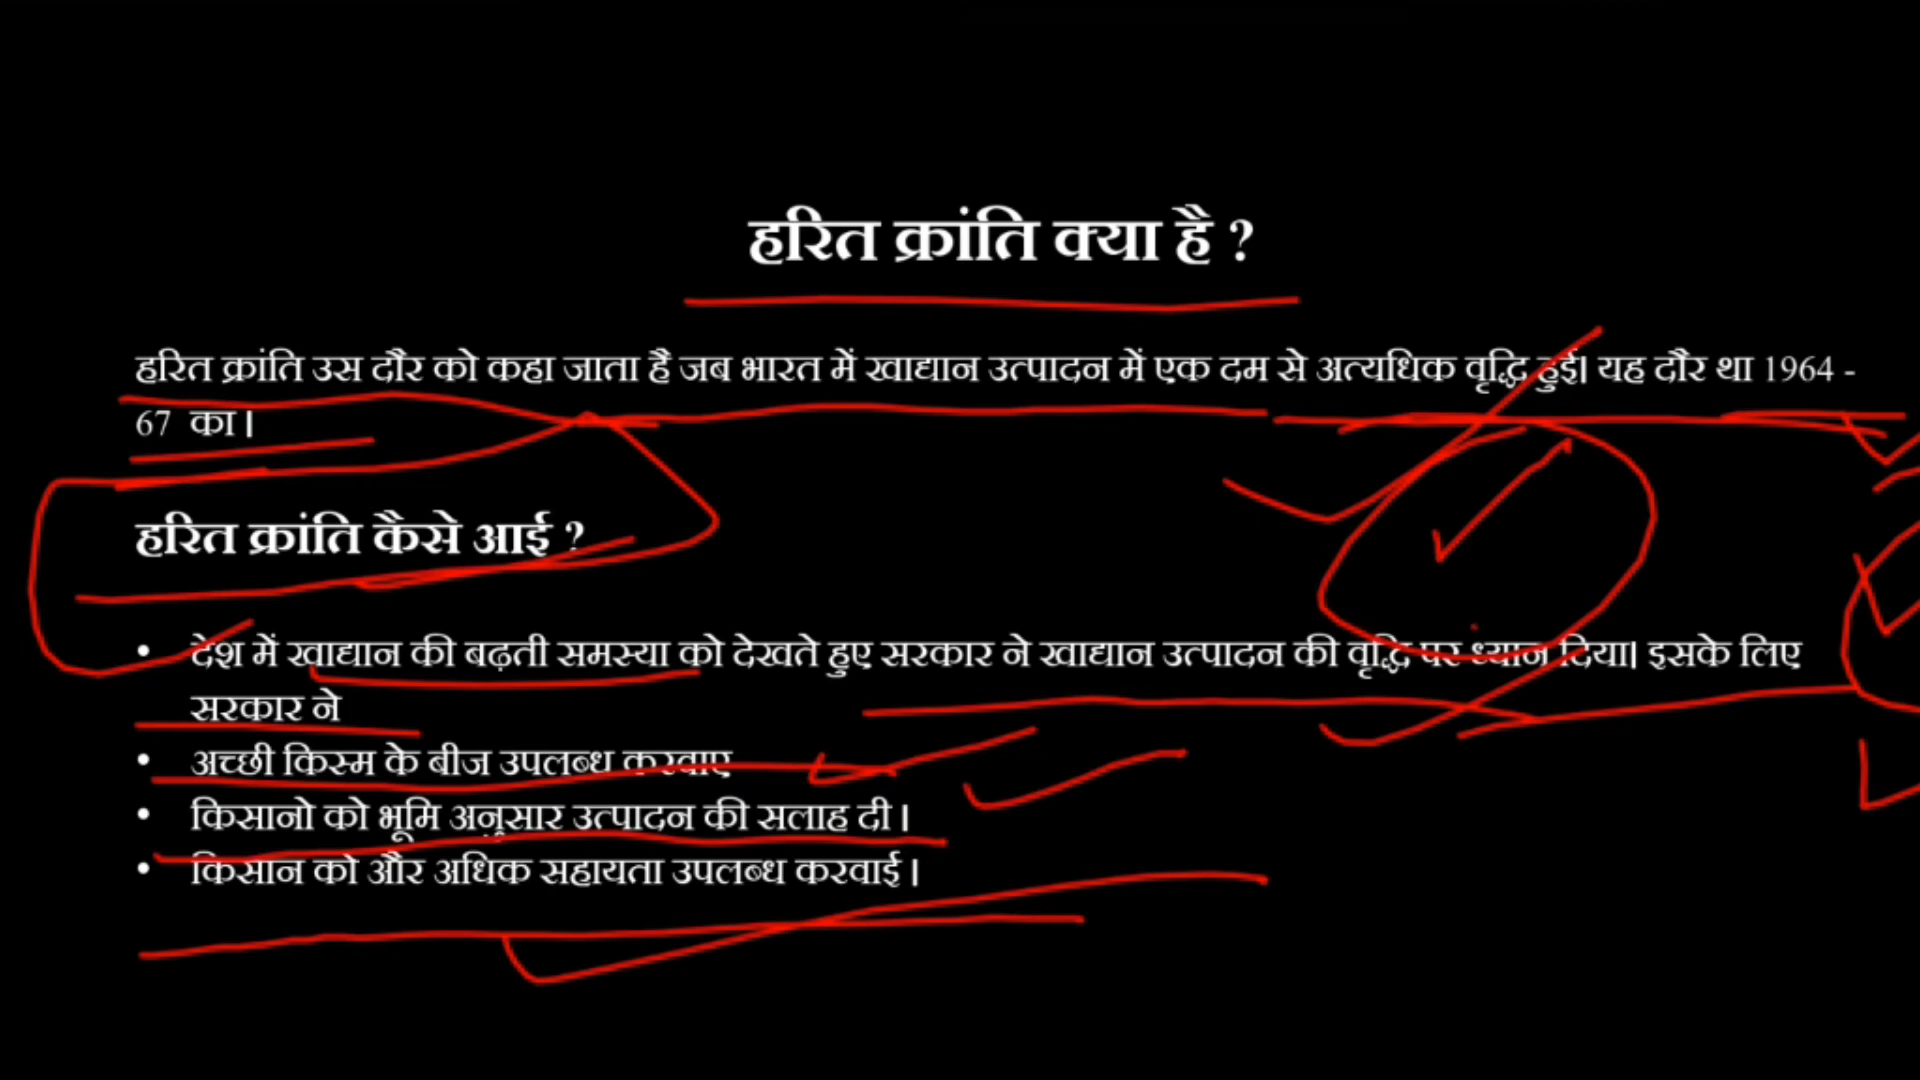 हरित क्रांति क्या है ?
हरित क्रांति उस दौर को कहा जाता है जब भारत में खाद्यान उत्पादन में एक दम से अत्यधिक वृद्धि हुई। यह दौर था 1964 -
67 का ।
हरित क्रांति कैसे आई ?
• देश में खाद्यान की बढ़ती समस्या को देखते हुए सरकार ने खाद्यान उत्पादन की वृद्धि पर ध्यान दिया। इसके लिए
सरकार ने
• अच्छी किस्म के बीज उपलब्ध करवाए
• किसानो को भूमि अनुसार उत्पादन की सलाह दी ।
• किसान को और अधिक सहायता उपलब्ध करवाई ।